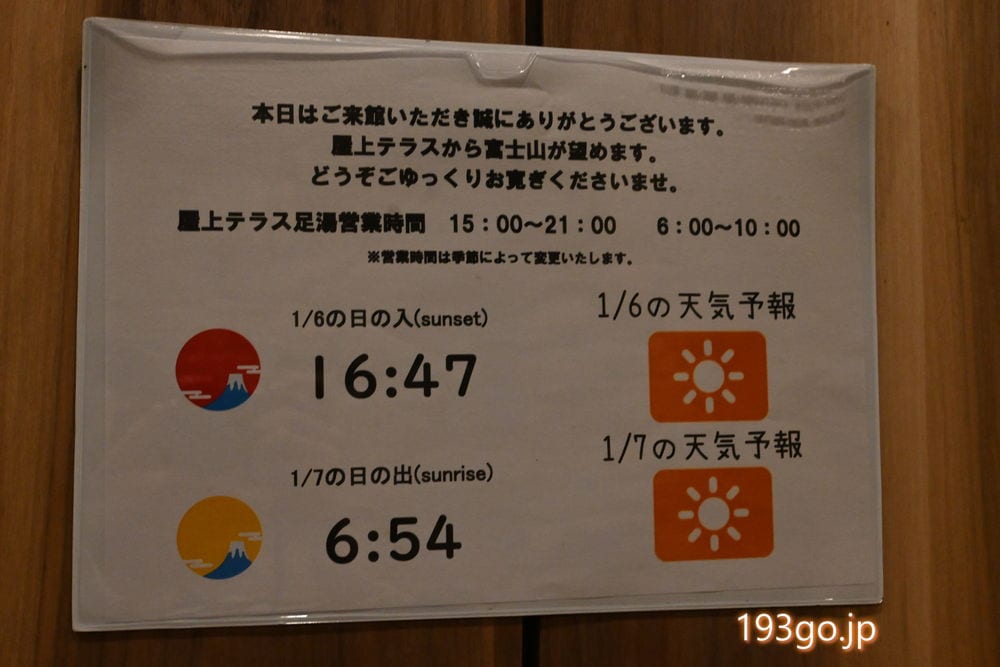 本日はご来館いただき誠にありがとうございます。
屋上テラスから富士山が望めます。
どうぞごゆっくりお寛ぎくださいませ。
屋上テラス足湯営業時間 15：00～21：00 6：00～10：00
※営業時間は季節によって変更いたします。
1/6の日の入(sunset)
16:47
1/6の天気予報
1/7の日の出(sunrise)
6:54
1/7の天気予報
193go.jp